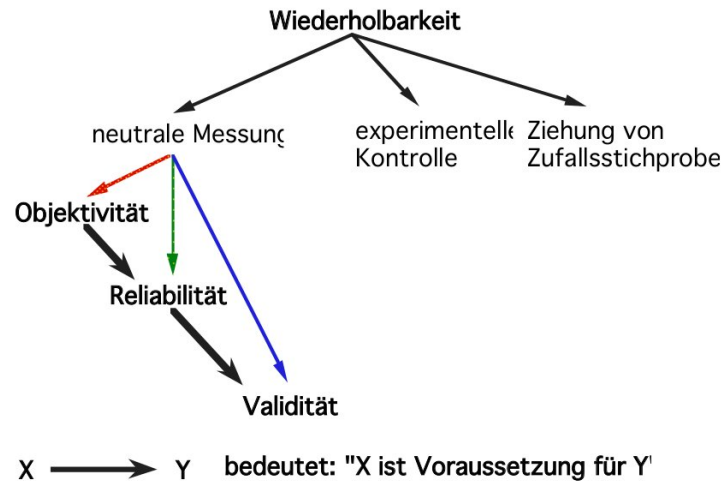 Wiederholbarkeit
neutrale Messung
experimentelle
Kontrolle
Ziehung von
Zufallsstichprobe
Objektivität
Reliabilität
Validität
X Y bedeutet: "X ist Voraussetzung für Y"